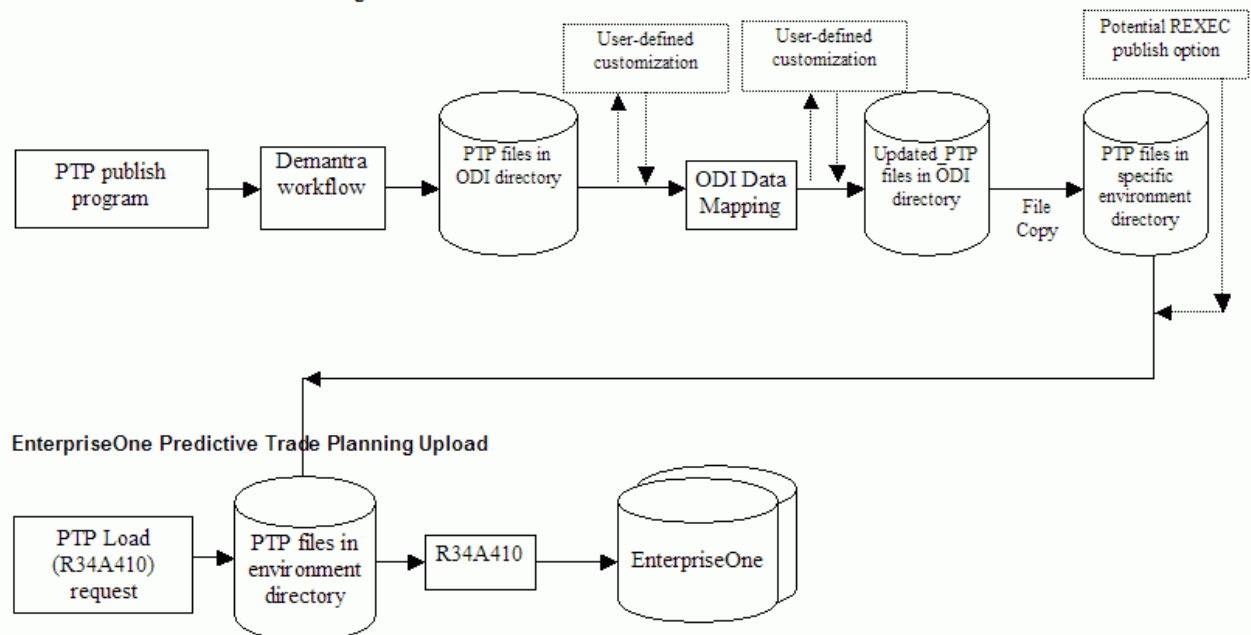 User-defined
customization
User-defined
customization
Potential REXEC
publish option
PTP publish
program
Demantra
workflow
PTP files in
ODI directory
ODI Data
Mapping
Updated_PTP
files in ODI
directory
File
Copy
PTP files in
specific
environment
directory
EnterpriseOne Predictive Trade Planning Upload
PTP Load
(R34A410)
request
PTP files in
environment
directory
R34A410
EnterpriseOne